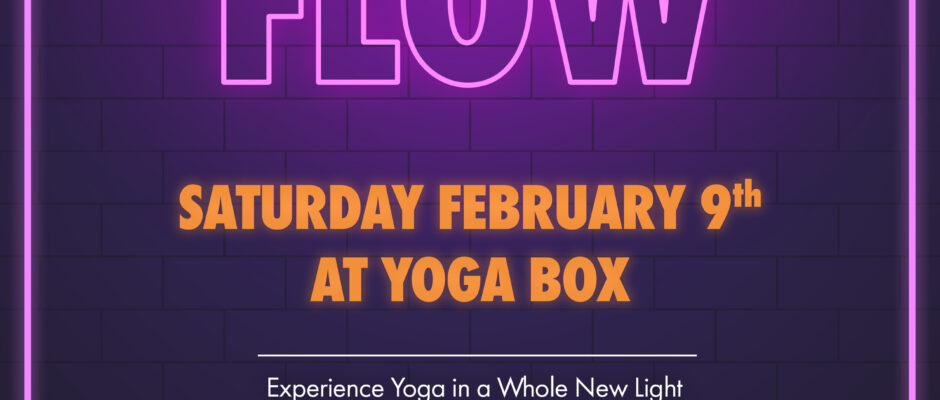 FLOW
SATURDAY FEBRUARY 9th
AT YOGA BOX
Experience Yoga in a Whole New Light